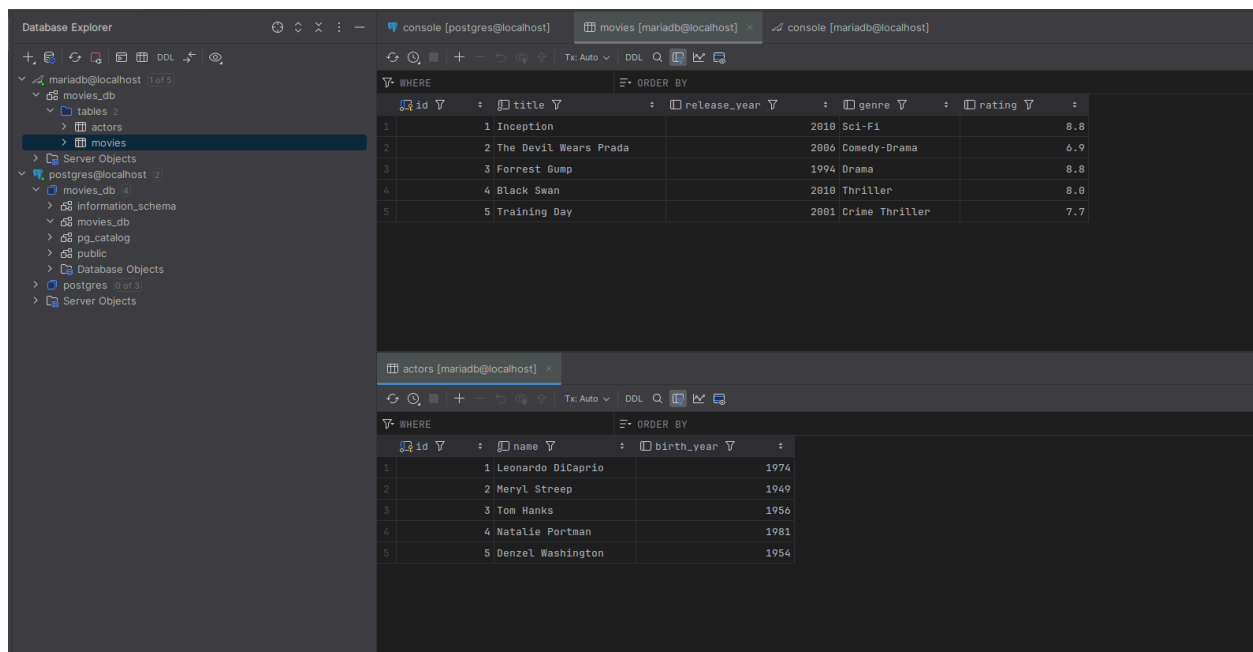 Database Explorer
DDL
mariadb@localhost 1 of 5
movies_db
tables 2
actors
movies
Server Objects
postgres@localhost 2
movies_db 4
information_schema
movies_db
pg_catalog
public
Database Objects
postgres 0 of 3
Server Objects
console [postgres@localhost] movies [mariadb@localhost] console [mariadb@localhost]
Tx: Auto DDL
WHERE ORDER BY
id title release_year genre rating
1 1 Inception 2010 Sci-Fi 8.8
2 2 The Devil Wears Prada 2006 Comedy-Drama 6.9
3 3 Forrest Gump 1994 Drama 8.8
4 4 Black Swan 2010 Thriller 8.0
5 5 Training Day 2001 Crime Thriller 7.7
actors [mariadb@localhost]
Tx: Auto DDL
WHERE ORDER BY
id name birth_year
1 1 Leonardo DiCaprio 1974
2 2 Meryl Streep 1949
3 3 Tom Hanks 1956
4 4 Natalie Portman 1981
5 5 Denzel Washington 1954